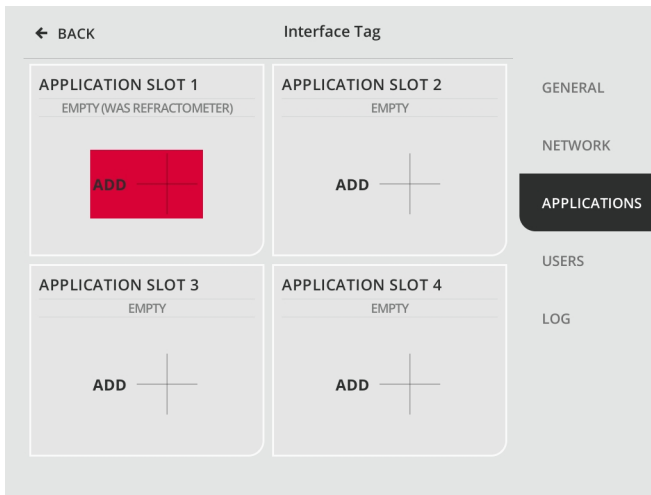 BACK
Interface Tag
APPLICATION SLOT 1
EMPTY (WAS REFRACTOMETER)
ADD
APPLICATION SLOT 2
EMPTY
ADD
APPLICATION SLOT 3
EMPTY
ADD
APPLICATION SLOT 4
EMPTY
ADD
GENERAL
NETWORK
APPLICATIONS
USERS
LOG